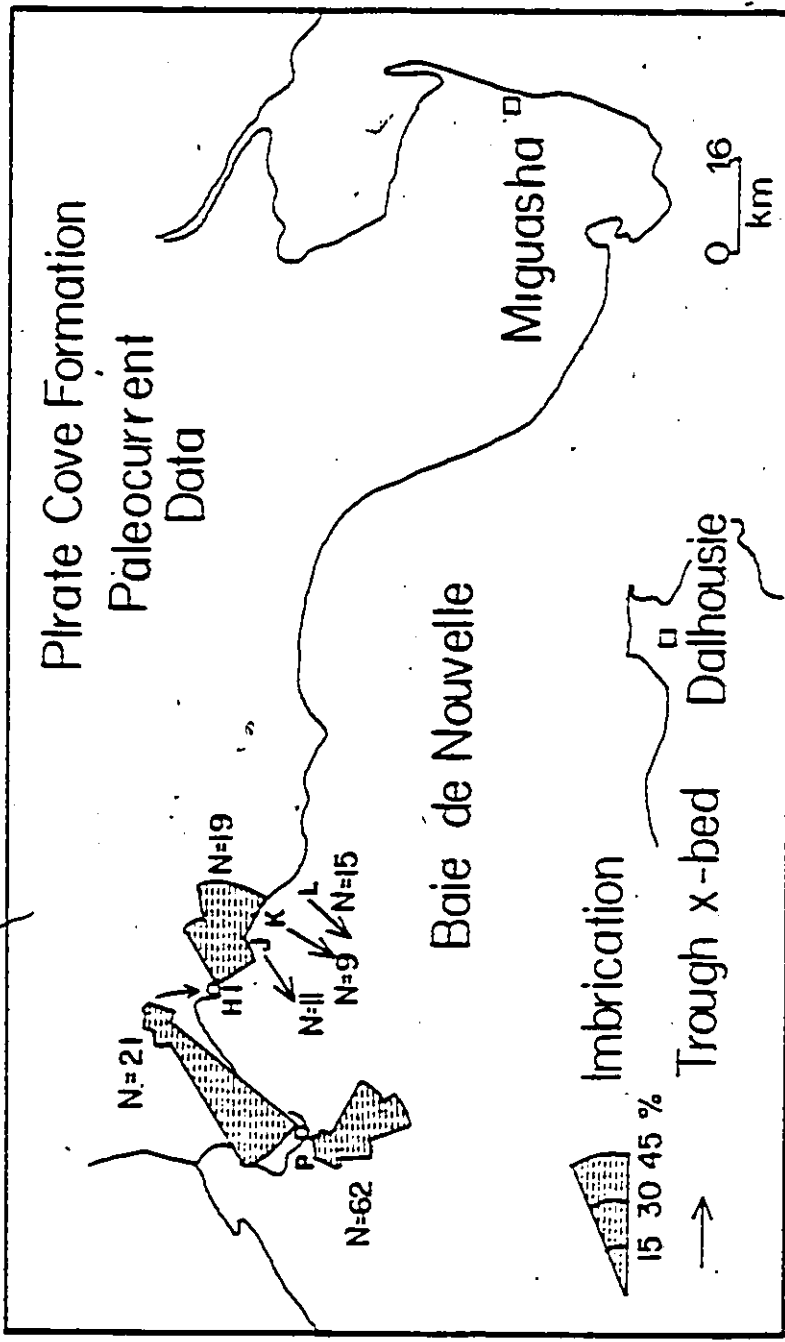 PIrate Cove Formation
Paleocurrent
Data
N=21
N=19
HI
J
K
L
N=11
N=9
N=15
P
N=62
Baie de Nouvelle
Miguasha
Dalhousie
0 16
km
Imbrication
15 30 45 %
Trough x-bed